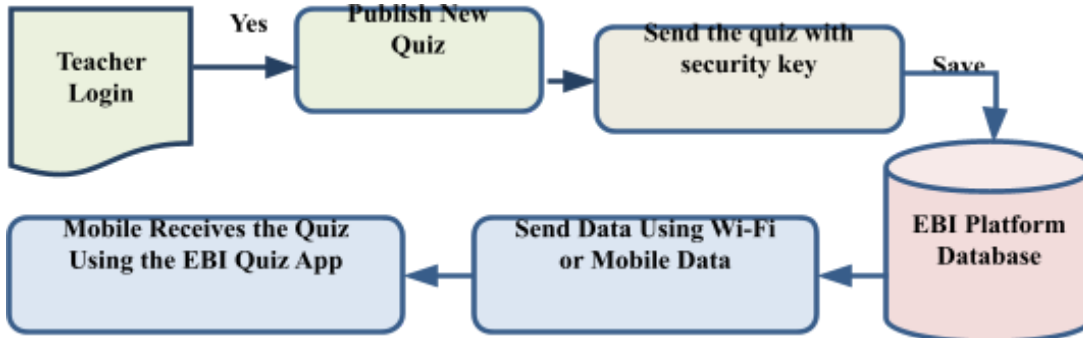 Teacher
Login
Yes
Publish New
Quiz
Send the quiz with
security key
Save
EBI Platform
Database
Send Data Using Wi-Fi
or Mobile Data
Mobile Receives the Quiz
Using the EBI Quiz App